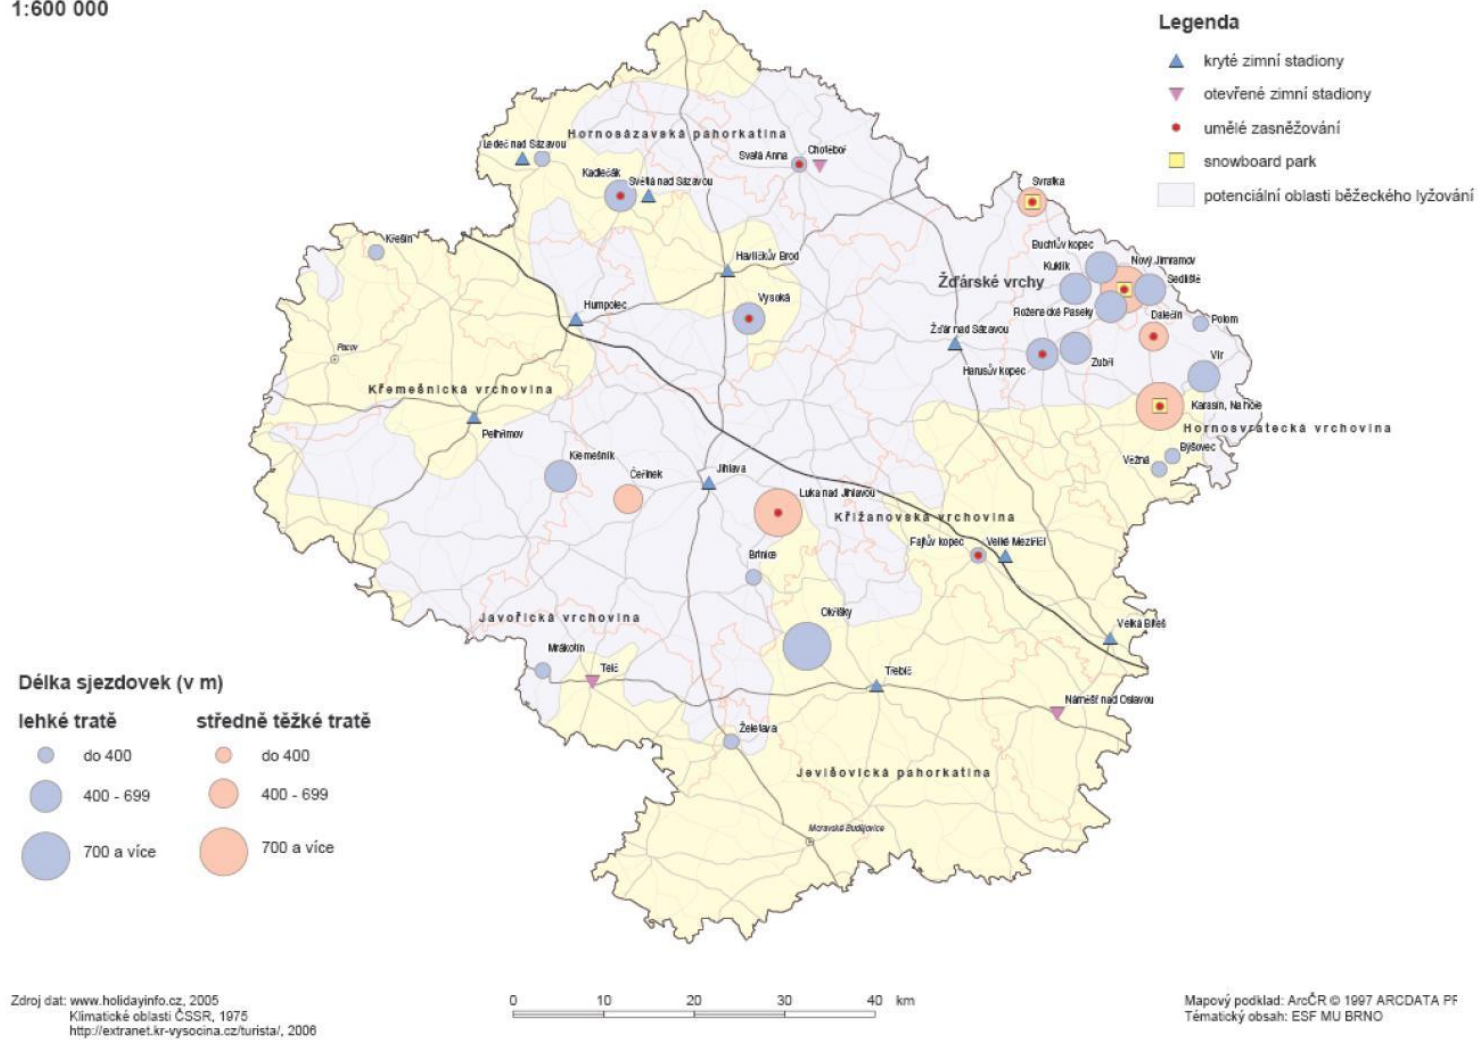 1:600 000
Legenda
kryté zimní stadiony
otevřené zimní stadiony
umělé zasněžování
snowboard park
potenciální oblasti běžeckého lyžování
Hornosázavská pahorkatina
Ledeč nad Sázavou
Svatá Anna
Chotěboř
Kadlečák
Světlá nad Sázavou
Svratka
Křešín
Buchtův kopec
Havlíčkův Brod
Nový Jimramov
Kuklík
Sedliště
Žďárské vrchy
Vysoká
Humpolec
Roženecké Paseky
Dalečín
Polom
Žďár nad Sázavou
Pacov
Harusův kopec
Zubří
Vír
Křemešnická vrchovina
Karasín, Na hoře
Pelhřimov
Hornosvratecká vrchovina
Býšovec
Věžná
Křemešník
Čeřínek
Jihlava
Luka nad Jihlavou
Křižanovská vrchovina
Fajtův kopec
Velké Meziříčí
Brtnice
Okříšky
Javořická vrchovina
Velká Bíteš
Mrákotín
Telč
Třebíč
Náměšť nad Oslavou
Želetava
Jevišovická pahorkatina
Moravské Budějovice
Délka sjezdovek (v m)
lehké tratě
středně těžké tratě
do 400
do 400
400 - 699
400 - 699
700 a více
700 a více
Zdroj dat: www.holidayinfo.cz, 2005
Klimatické oblasti ČSSR, 1975
http://extranet.kr-vysocina.cz/turista/, 2006
0 10 20 30 40 km
Mapový podklad: ArcČR © 1997 ARCDATA PR
Tématický obsah: ESF MU BRNO